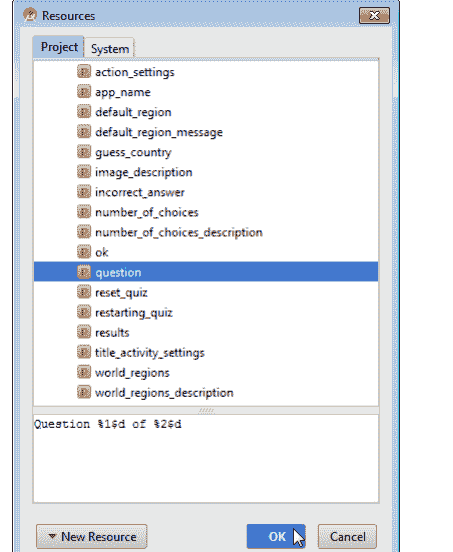 Resources
Project System
action_settings
app_name
default_region
default_region_message
guess_country
image_description
incorrect_answer
number_of_choices
number_of_choices_description
ok
question
reset_quiz
restarting_quiz
results
title_activity_settings
world_regions
world_regions_description
Question %1$d of %2$d
New Resource OK Cancel